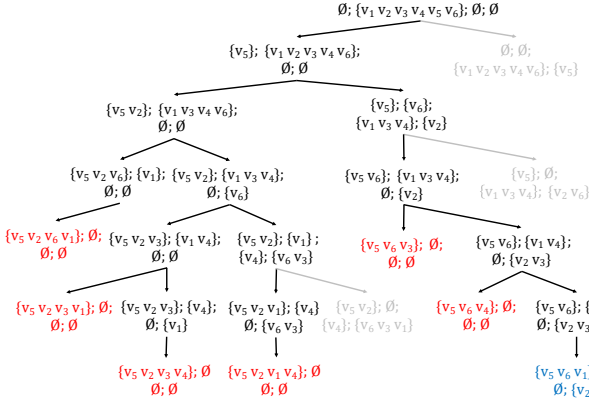 Ø; {v₁ v₂ v₃ v₄ v₅ v₆}; Ø; Ø
{v₅}; {v₁ v₂ v₃ v₄ v₆};
Ø; Ø
Ø; Ø;
{v₁ v₂ v₃ v₄ v₆}; {v₅}
{v₅ v₂}; {v₁ v₃ v₄ v₆};
Ø; Ø
{v₅}; {v₆};
{v₁ v₃ v₄}; {v₂}
{v₅ v₂ v₆}; {v₁};
Ø; Ø
{v₅ v₂}; {v₁ v₃ v₄};
Ø; {v₆}
{v₅ v₆}; {v₁ v₃ v₄};
Ø; {v₂}
{v₅}; Ø;
{v₁ v₃ v₄}; {v₂ v₆}
{v₅ v₂ v₆ v₁}; Ø;
Ø; Ø
{v₅ v₂ v₃}; {v₁ v₄};
Ø; Ø
{v₅ v₂}; {v₁} ;
{v₄}; {v₆ v₃}
{v₅ v₆ v₃}; Ø;
Ø; Ø
{v₅ v₆}; {v₁ v₄};
Ø; {v₂ v₃}
{v₅ v₂ v₃ v₁}; Ø;
Ø; Ø
{v₅ v₂ v₃}; {v₄};
Ø; {v₁}
{v₅ v₂ v₁}; {v₄}
Ø; {v₆ v₃}
{v₅ v₂}; Ø;
{v₄}; {v₆ v₃ v₁}
{v₅ v₆ v₄}; Ø;
Ø; Ø
{v₅ v₆}; {
Ø; {v₂ v₃
{v₅ v₂ v₃ v₄}; Ø
Ø; Ø
{v₅ v₂ v₁ v₄}; Ø
Ø; Ø
{v₅ v₆ v₁
Ø; {v₂